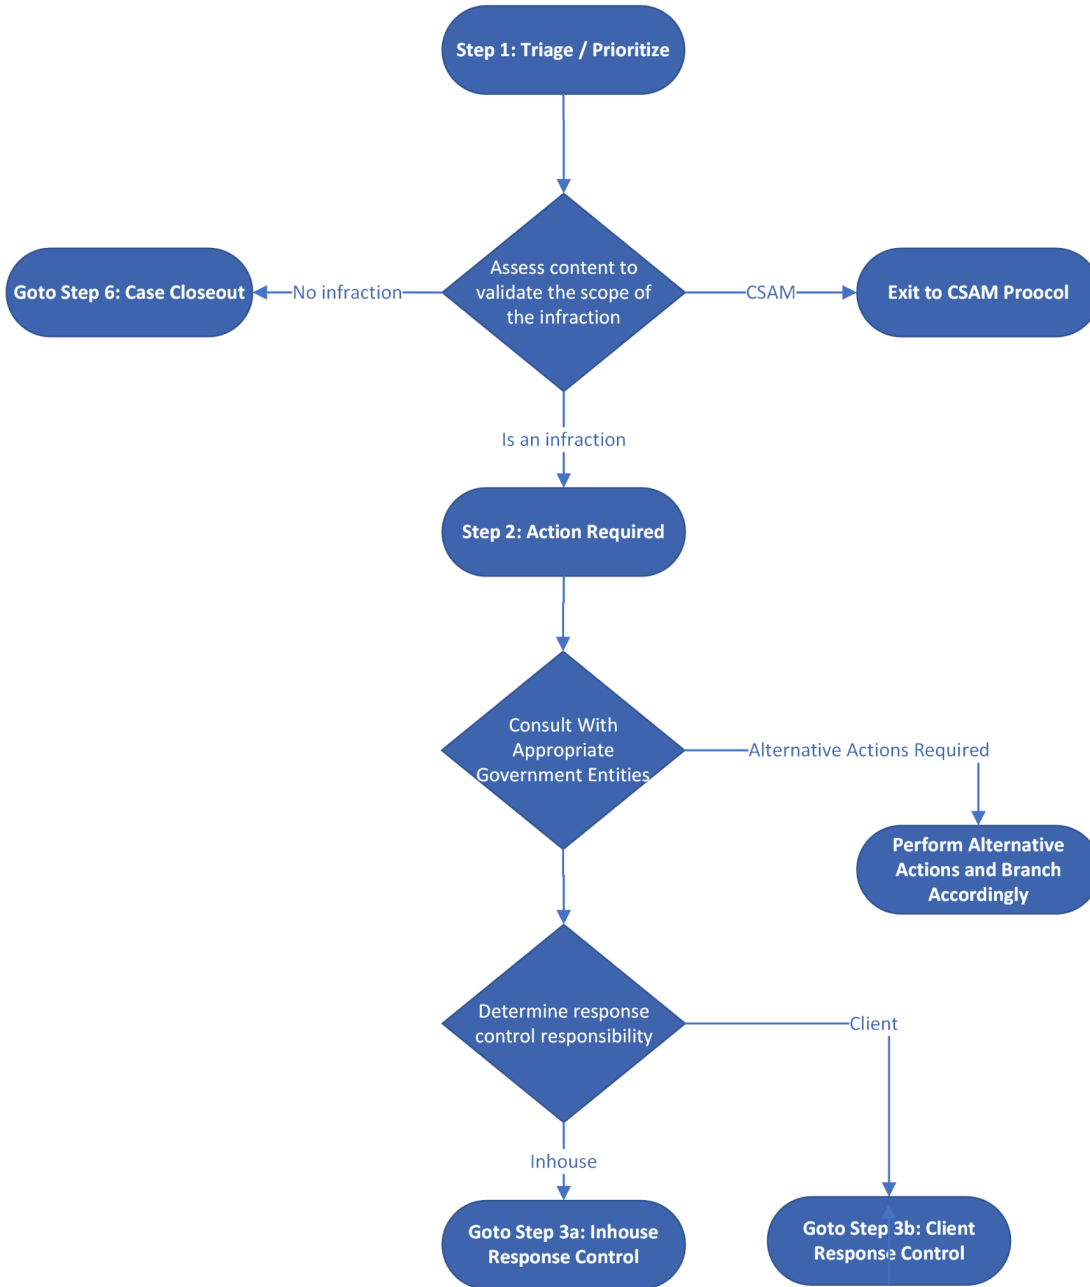 Step 1: Triage / Prioritize
Assess content to
validate the scope of
the infraction
No infraction
Goto Step 6: Case Closeout
CSAM
Exit to CSAM Proocol
Is an infraction
Step 2: Action Required
Consult With
Appropriate
Government Entities
Alternative Actions Required
Perform Alternative
Actions and Branch
Accordingly
Determine response
control responsibility
Client
Inhouse
Goto Step 3a: Inhouse
Response Control
Goto Step 3b: Client
Response Control